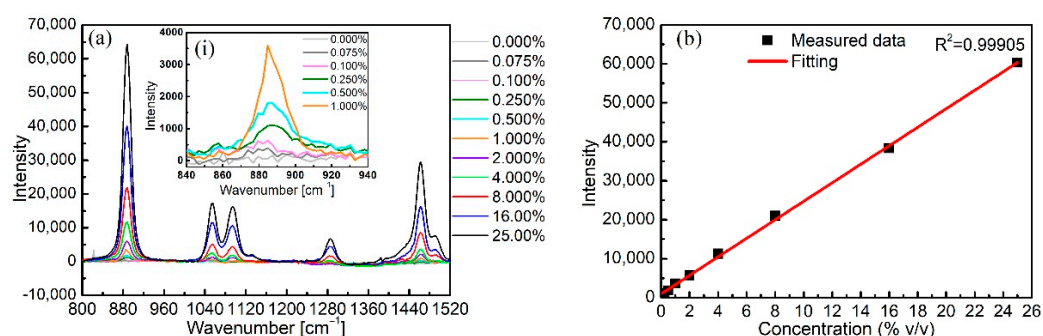 (a)
70,000
60,000
50,000
40,000
30,000
20,000
10,000
0
-10,000
Intensity
800 880 960 1040 1120 1200 1280 1360 1440 1520
Wavenumber [cm⁻¹]
(i)
4000
3000
2000
1000
0
Intensity
840 860 880 900 920 940
Wavenumber [cm⁻¹]
0.000%
0.075%
0.100%
0.250%
0.500%
1.000%
0.000%
0.075%
0.100%
0.250%
0.500%
1.000%
2.000%
4.000%
8.000%
16.00%
25.00%
(b)
Measured data
Fitting
R²=0.99905
70,000
60,000
50,000
40,000
30,000
20,000
10,000
0
Intensity
0 2 4 6 8 10 12 14 16 18 20 22 24 26
Concentration (% v/v)